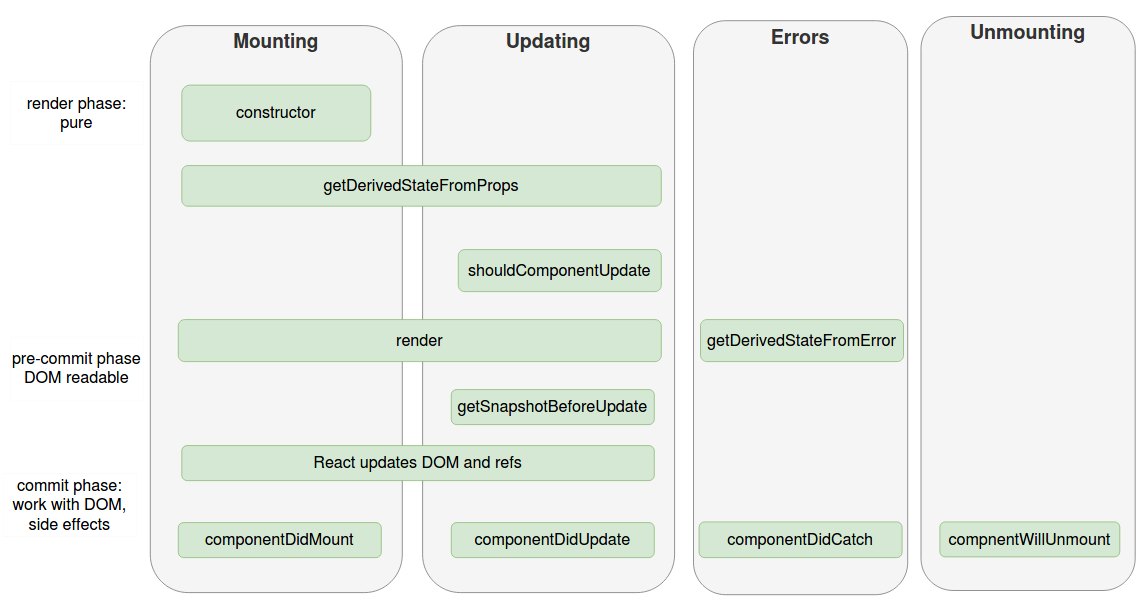 Mounting
Updating
Errors
Unmounting
render phase:
pure
constructor
getDerivedStateFromProps
shouldComponentUpdate
render
getDerivedStateFromError
pre-commit phase
DOM readable
getSnapshotBeforeUpdate
React updates DOM and refs
commit phase:
work with DOM,
side effects
componentDidMount
componentDidUpdate
componentDidCatch
compnentWillUnmount